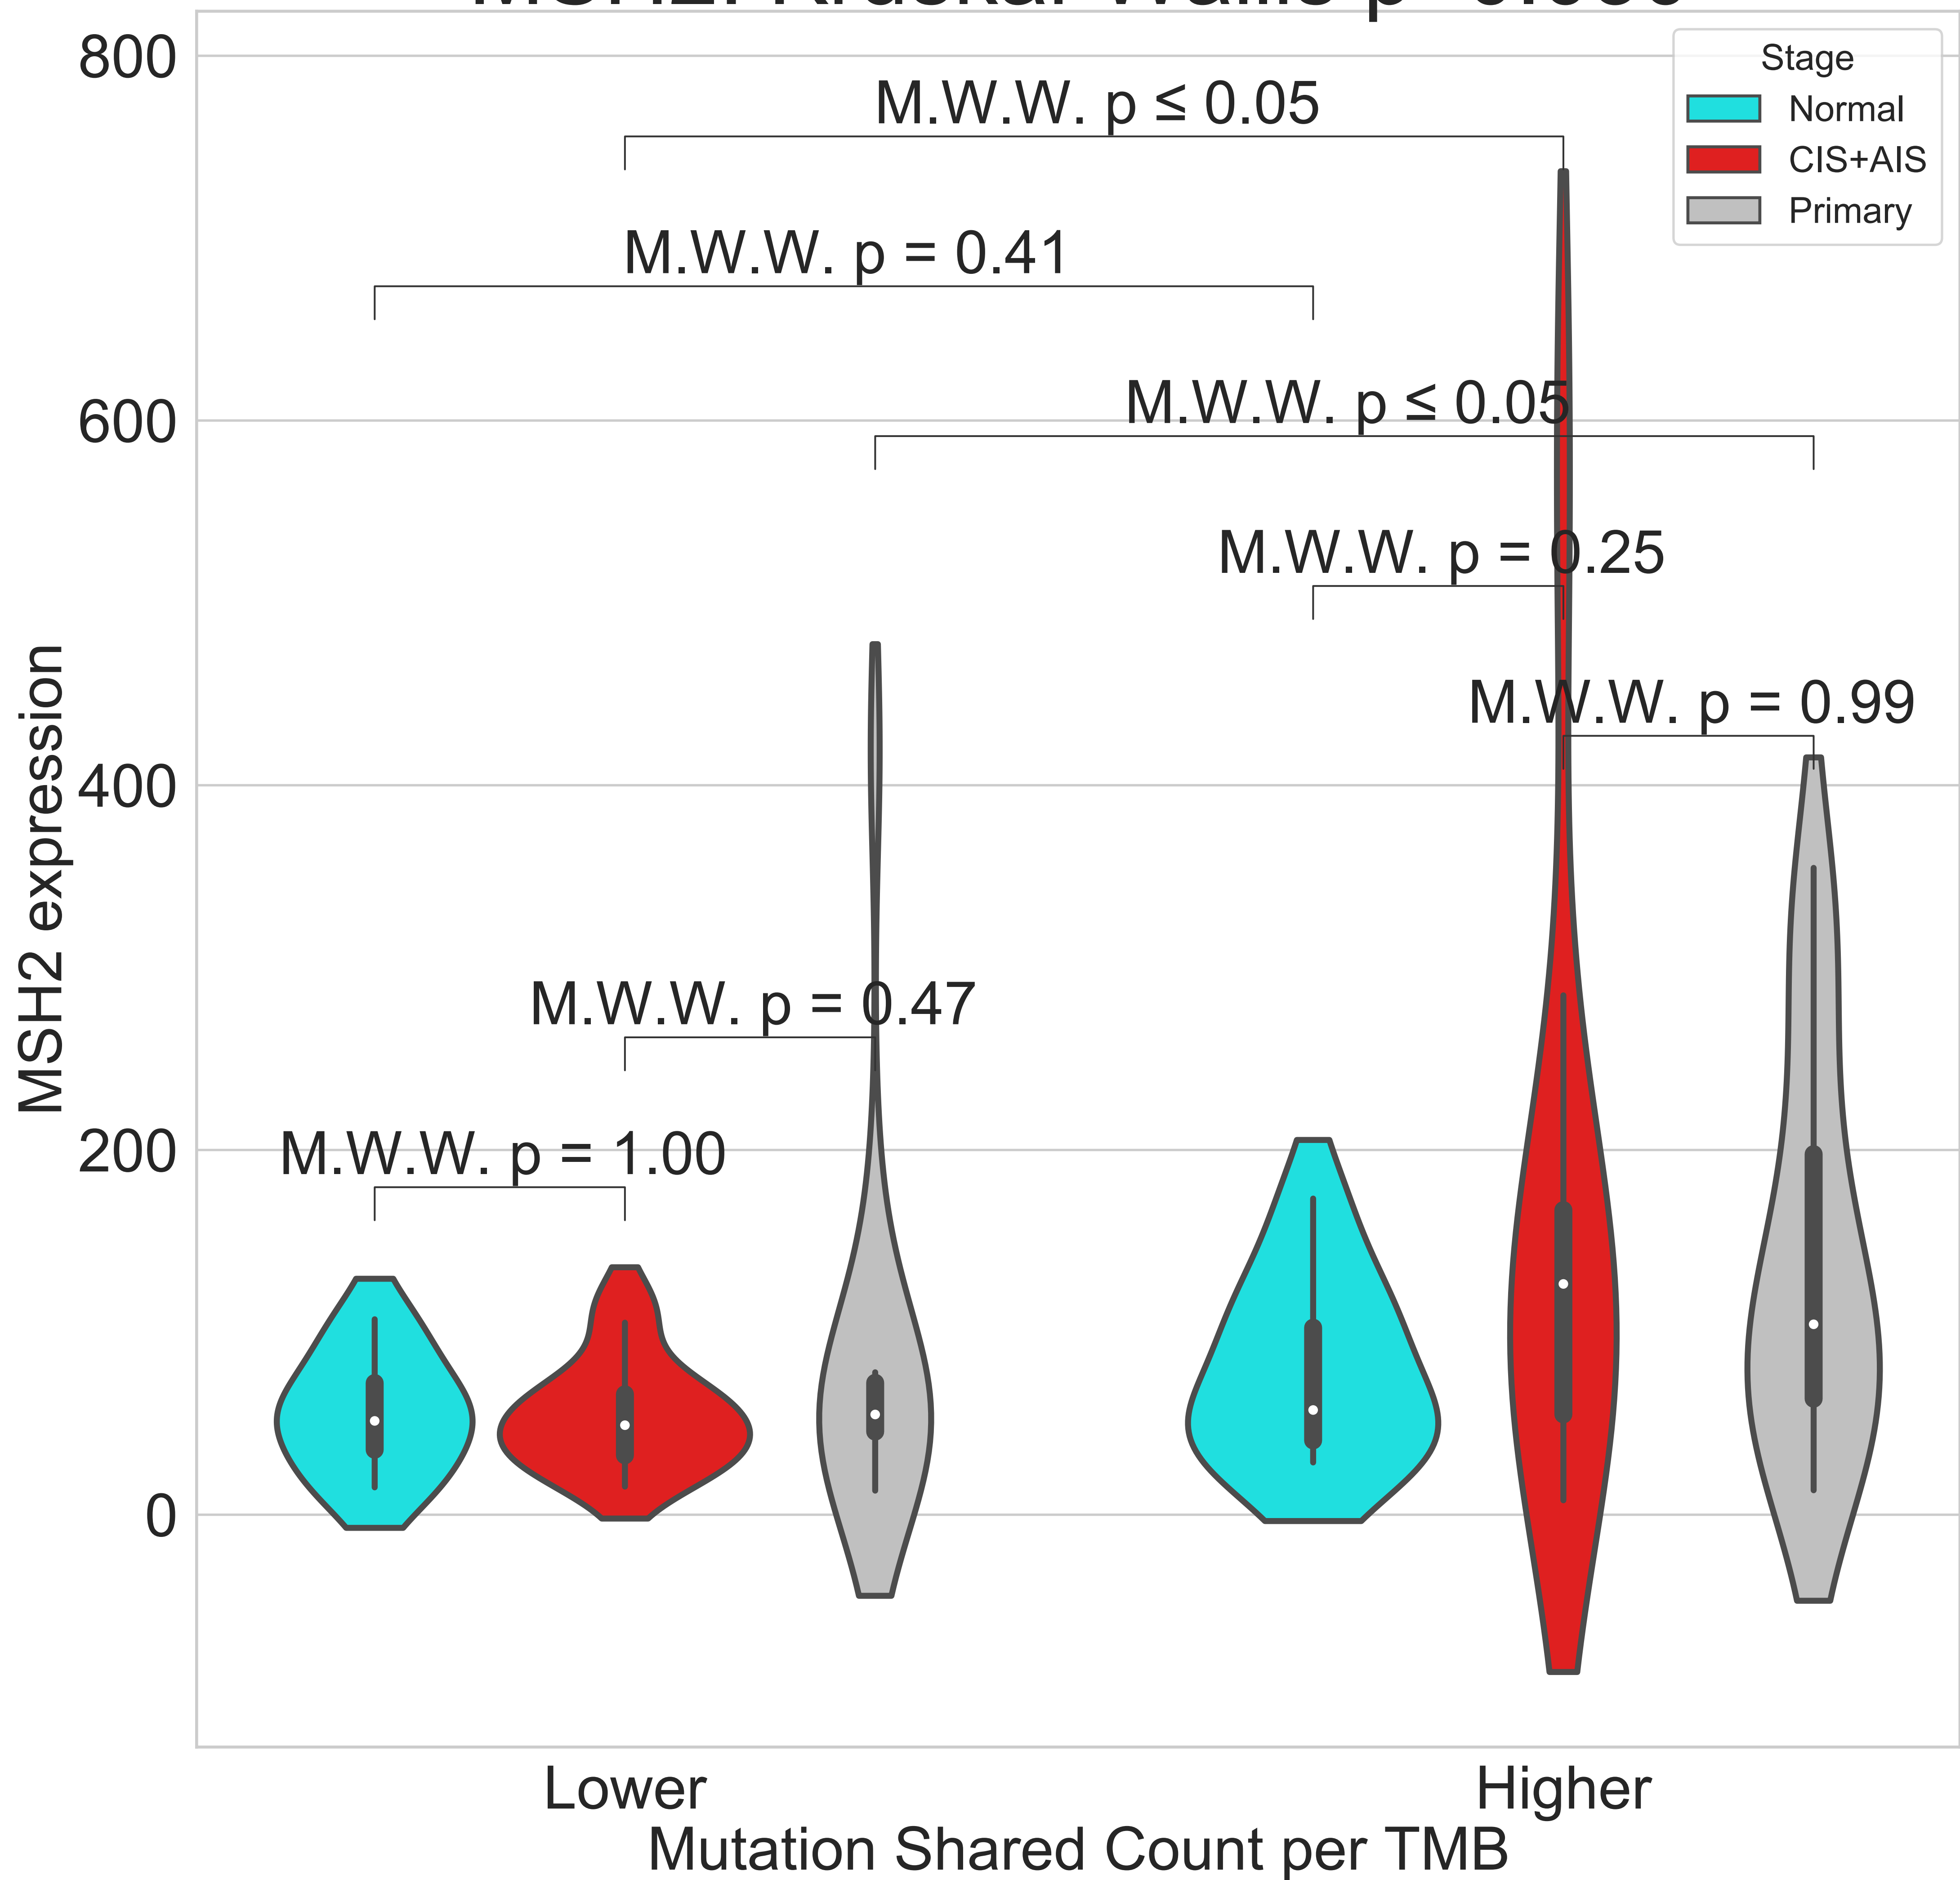 800
M.W.W. p ≤ 0.05
M.W.W. p = 0.41
600
M.W.W. p ≤ 0.05
M.W.W. p = 0.25
M.W.W. p = 0.99
400
M.W.W. p = 0.47
200
M.W.W. p = 1.00
0
MSH2 expression
Stage
Normal
CIS+AIS
Primary
Lower
Higher
Mutation Shared Count per TMB